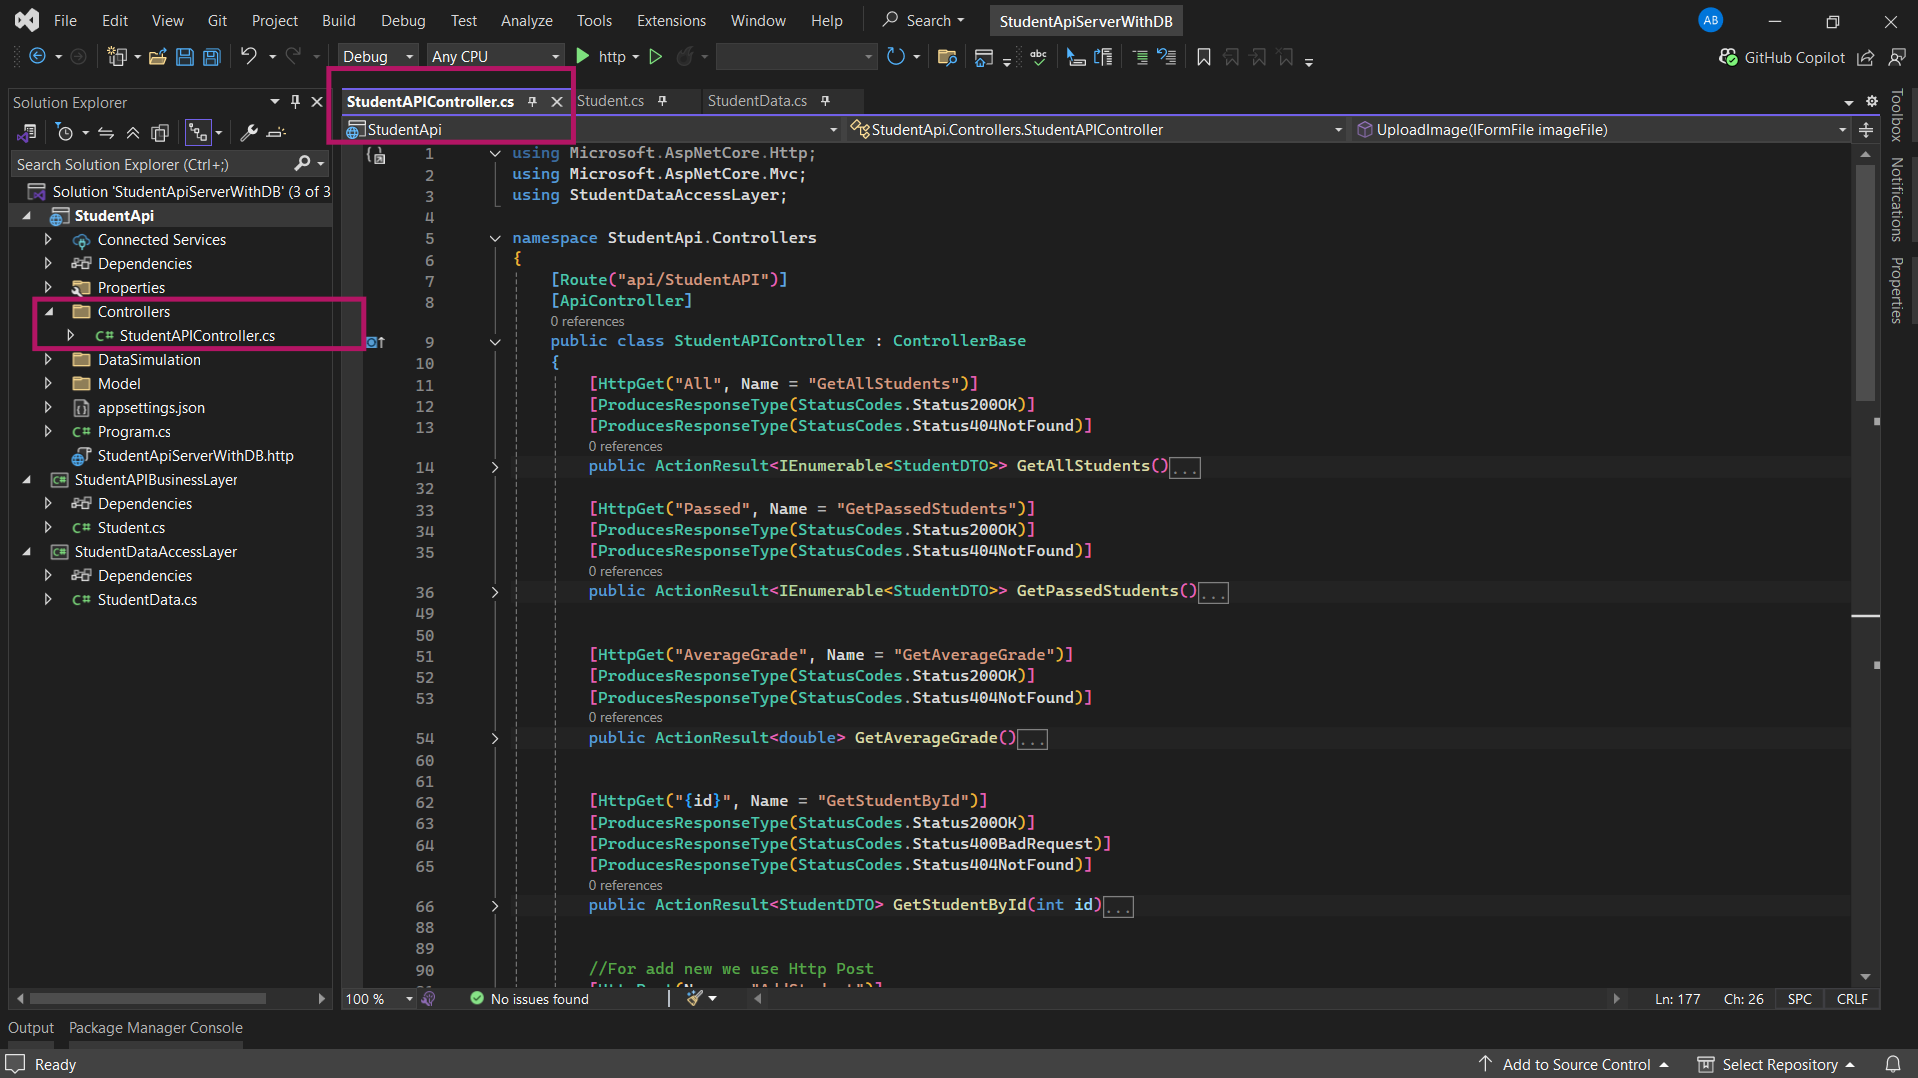 File Edit View Git Project Build Debug Test Analyze Tools Extensions Window Help Search StudentApiServerWithDB AB
Debug Any CPU http abc GitHub Copilot
Solution Explorer
Search Solution Explorer (Ctrl+;)
Solution 'StudentApiServerWithDB' (3 of 3
StudentApi
Connected Services
Dependencies
Properties
Controllers
C# StudentAPIController.cs
DataSimulation
Model
appsettings.json
C# Program.cs
StudentApiServerWithDB.http
C# StudentAPIBusinessLayer
Dependencies
C# Student.cs
C# StudentDataAccessLayer
Dependencies
C# StudentData.cs
StudentAPIController.cs Student.cs StudentData.cs
StudentApi StudentApi.Controllers.StudentAPIController UploadImage(IFormFile imageFile)
1 using Microsoft.AspNetCore.Http;
2 using Microsoft.AspNetCore.Mvc;
3 using StudentDataAccessLayer;
4
5 namespace StudentApi.Controllers
6 {
7 [Route("api/StudentAPI")]
8 [ApiController]
0 references
9 public class StudentAPIController : ControllerBase
10 {
11 [HttpGet("All", Name = "GetAllStudents")]
12 [ProducesResponseType(StatusCodes.Status200OK)]
13 [ProducesResponseType(StatusCodes.Status404NotFound)]
0 references
14 public ActionResult<IEnumerable<StudentDTO>> GetAllStudents()...
32
33 [HttpGet("Passed", Name = "GetPassedStudents")]
34 [ProducesResponseType(StatusCodes.Status200OK)]
35 [ProducesResponseType(StatusCodes.Status404NotFound)]
0 references
36 public ActionResult<IEnumerable<StudentDTO>> GetPassedStudents()...
49
50
51 [HttpGet("AverageGrade", Name = "GetAverageGrade")]
52 [ProducesResponseType(StatusCodes.Status200OK)]
53 [ProducesResponseType(StatusCodes.Status404NotFound)]
0 references
54 public ActionResult<double> GetAverageGrade()...
60
61
62 [HttpGet("{id}", Name = "GetStudentById")]
63 [ProducesResponseType(StatusCodes.Status200OK)]
64 [ProducesResponseType(StatusCodes.Status400BadRequest)]
65 [ProducesResponseType(StatusCodes.Status404NotFound)]
0 references
66 public ActionResult<StudentDTO> GetStudentById(int id)...
88
89
90 //For add new we use Http Post
Toolbox
Notifications
Properties
100 % No issues found Ln: 177 Ch: 26 SPC CRLF
Output Package Manager Console
Ready Add to Source Control Select Repository